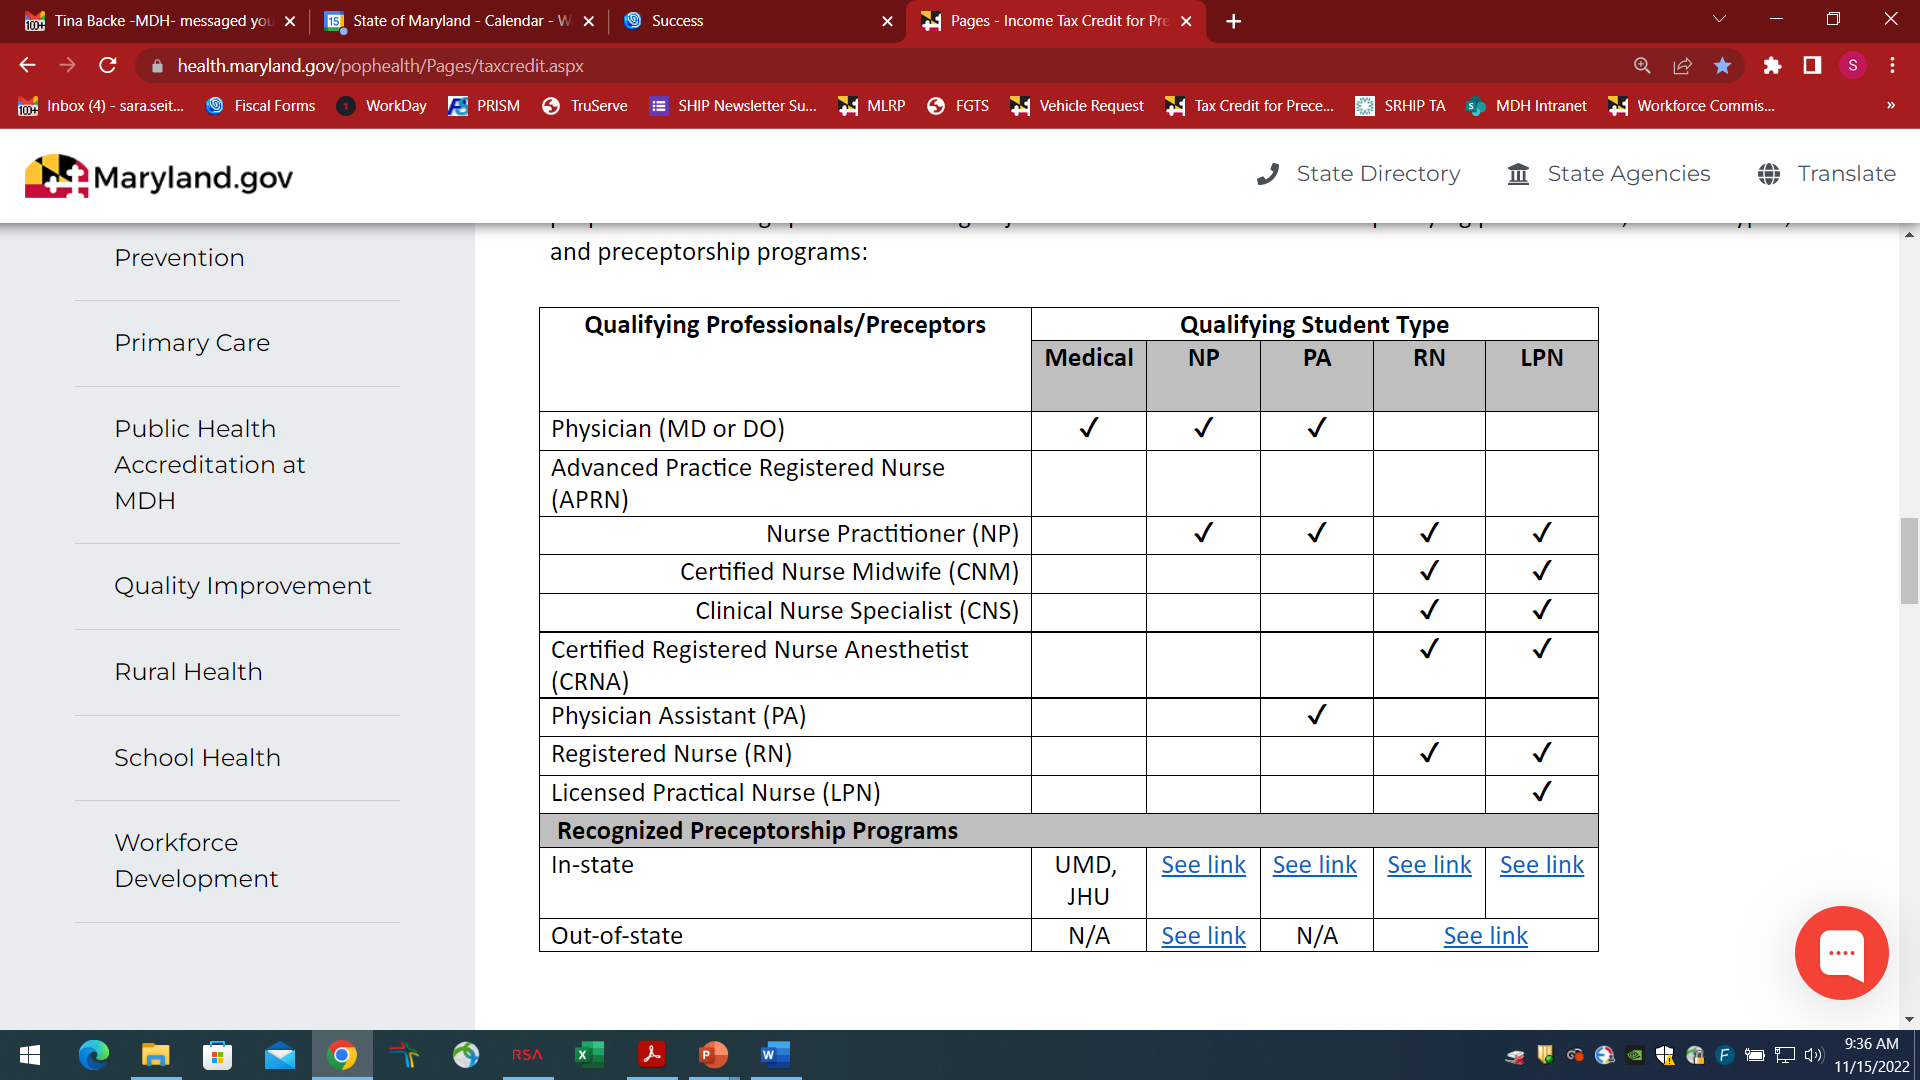 Tina Backe -MDH- messaged you
State of Maryland - Calendar - W
Success
Pages - Income Tax Credit for Pre
health.maryland.gov/pophealth/Pages/taxcredit.aspx
S
Inbox (4) - sara.seit...
Fiscal Forms
WorkDay
PRISM
TruServe
SHIP Newsletter Su...
MLRP
FGTS
Vehicle Request
Tax Credit for Prece...
SRHIP TA
MDH Intranet
Workforce Commis...
»
Maryland.gov
State Directory
State Agencies
Translate
Prevention
Primary Care
Public Health
Accreditation at
MDH
Quality Improvement
Rural Health
School Health
Workforce
Development
and preceptorship programs:
Qualifying Professionals/Preceptors
Qualifying Student Type
Medical NP PA RN LPN
Physician (MD or DO) ✓ ✓ ✓
Advanced Practice Registered Nurse
(APRN)
Nurse Practitioner (NP) ✓ ✓ ✓ ✓
Certified Nurse Midwife (CNM) ✓ ✓
Clinical Nurse Specialist (CNS) ✓ ✓
Certified Registered Nurse Anesthetist ✓ ✓
(CRNA)
Physician Assistant (PA) ✓
Registered Nurse (RN) ✓ ✓
Licensed Practical Nurse (LPN) ✓
Recognized Preceptorship Programs
In-state UMD, See link See link See link See link
JHU
Out-of-state N/A See link N/A See link
RSA
9:36 AM
11/15/2022